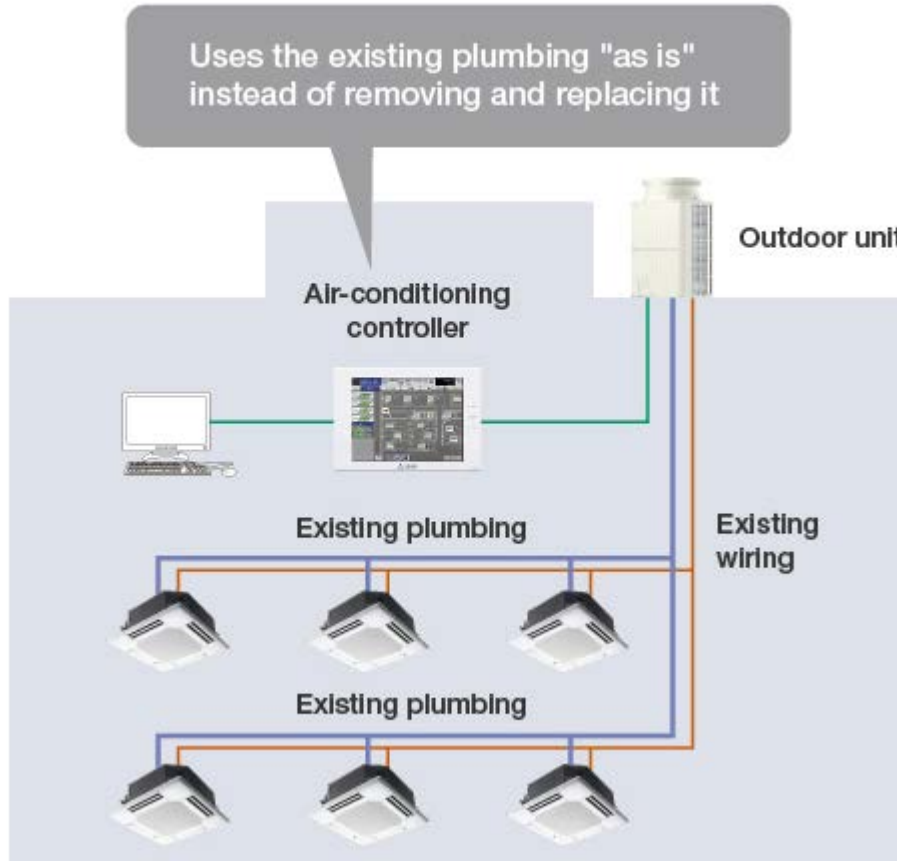 Uses the existing plumbing "as is"
instead of removing and replacing it
Outdoor unit
Air-conditioning
controller
Existing plumbing
Existing
wiring
Existing plumbing